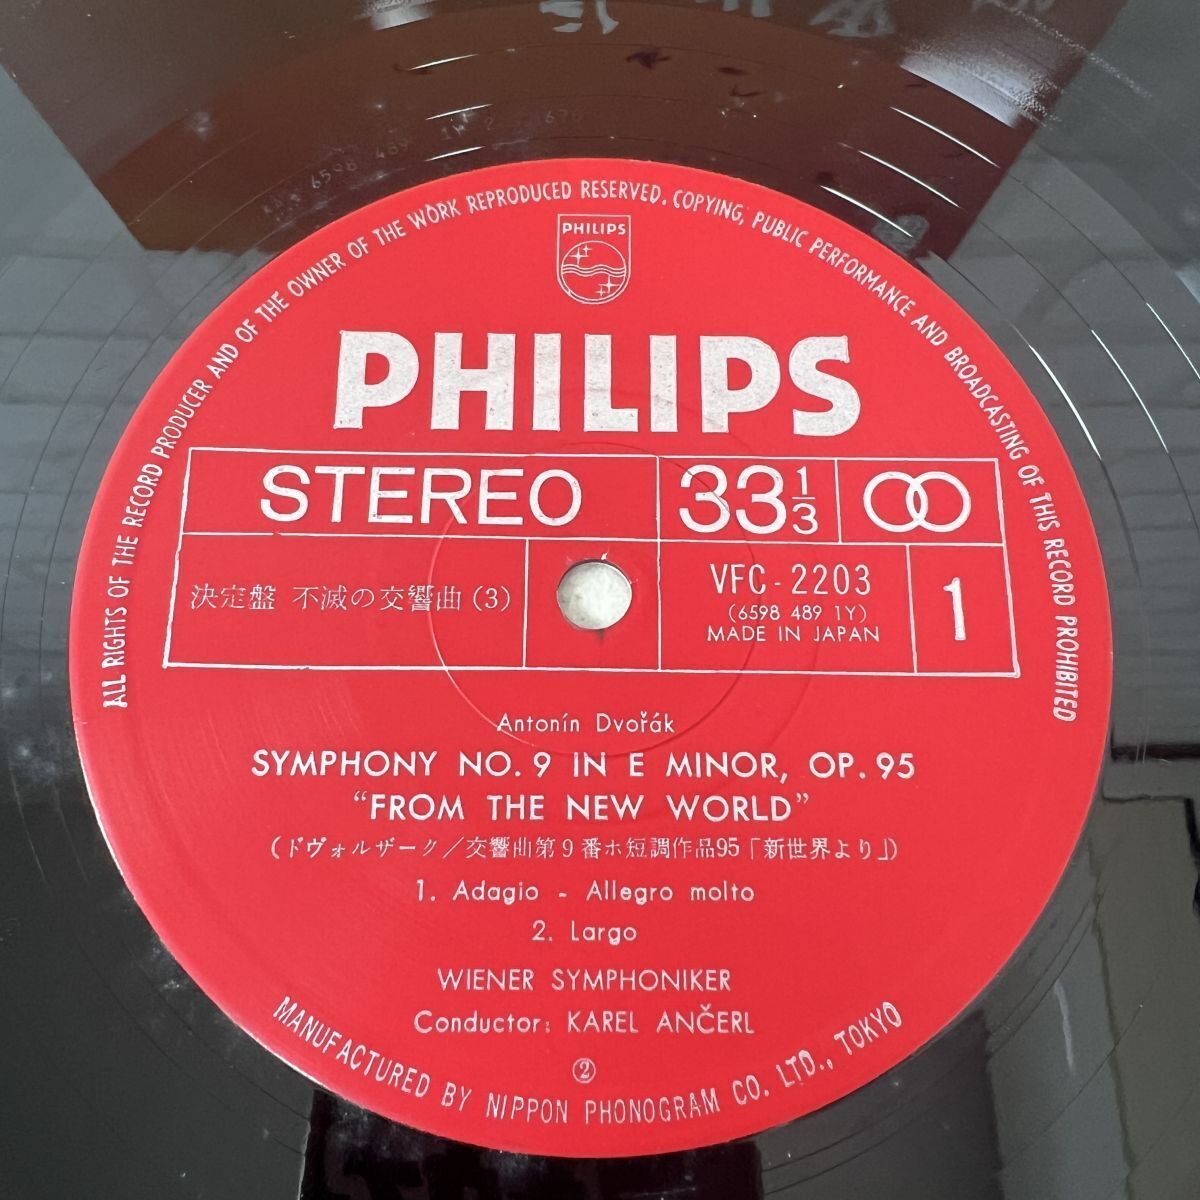 ALL RIGHTS OF THE RECORD PRODUCER AND OF THE OWNER OF THE WORK REPRODUCED RESERVED. COPYING, PUBLIC PERFORMANCE AND BROADCASTING OF THIS RECORD PROHIBITED
PHILIPS
PHILIPS
STEREO
33 1/3
決定盤 不滅の交響曲(3)
VFC-2203
(6598 489 1Y)
MADE IN JAPAN
1
Antonín Dvořák
SYMPHONY NO. 9 IN E MINOR, OP. 95
“FROM THE NEW WORLD”
(ドヴォルザーク/交響曲第9番ホ短調作品95「新世界より」)
1. Adagio - Allegro molto
2. Largo
WIENER SYMPHONIKER
Conductor: KAREL ANČERL
②
MANUFACTURED BY NIPPON PHONOGRAM CO. LTD., TOKYO